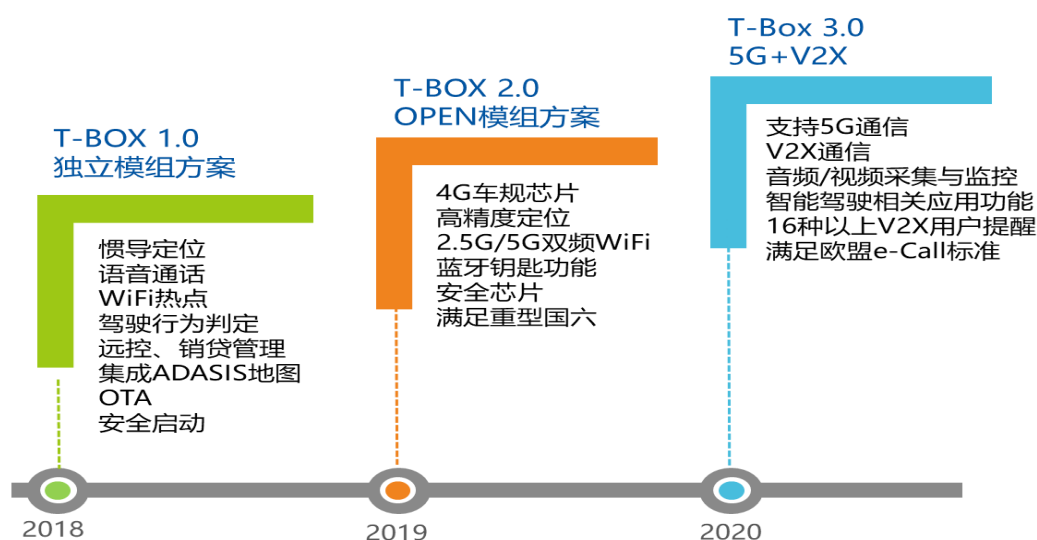 T-BOX 1.0
独立模组方案
惯导定位
语音通话
WiFi热点
驾驶行为判定
远控、销贷管理
集成ADASIS地图
OTA
安全启动
2018
T-BOX 2.0
OPEN模组方案
4G车规芯片
高精度定位
2.5G/5G双频WiFi
蓝牙钥匙功能
安全芯片
满足重型国六
2019
T-Box 3.0
5G+V2X
支持5G通信
V2X通信
音频/视频采集与监控
智能驾驶相关应用功能
16种以上V2X用户提醒
满足欧盟e-Call标准
2020